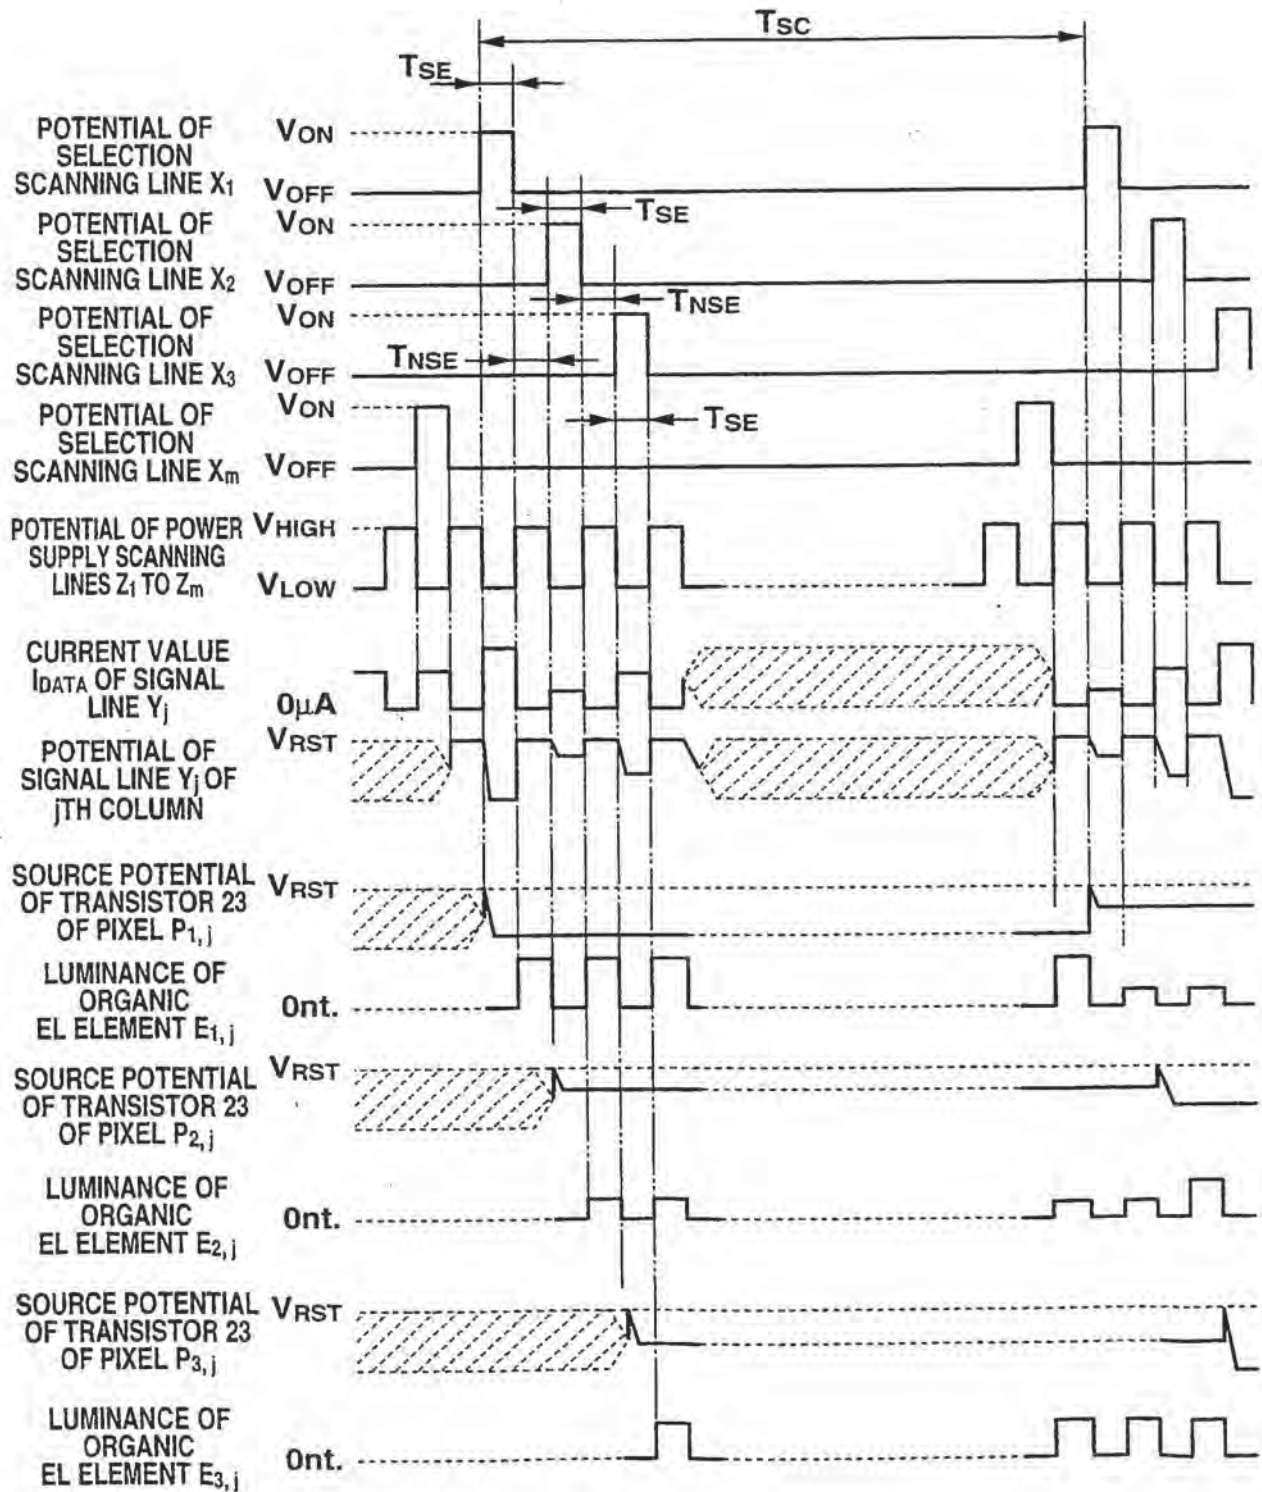 TSC
TSE
POTENTIAL OF
SELECTION
SCANNING LINE X1
VON
VOFF
TSE
POTENTIAL OF
SELECTION
SCANNING LINE X2
VON
VOFF
TNSE
POTENTIAL OF
SELECTION
SCANNING LINE X3
VON
VOFF
TNSE
POTENTIAL OF
SELECTION
SCANNING LINE Xm
VON
VOFF
TSE
POTENTIAL OF POWER
SUPPLY SCANNING
LINES Z1 TO Zm
VHIGH
VLOW
CURRENT VALUE
IDATA OF SIGNAL
LINE Yj
0μA
POTENTIAL OF
SIGNAL LINE Yj OF
jTH COLUMN
VRST
SOURCE POTENTIAL
OF TRANSISTOR 23
OF PIXEL P1, j
VRST
LUMINANCE OF
ORGANIC
EL ELEMENT E1, j
0nt.
SOURCE POTENTIAL
OF TRANSISTOR 23
OF PIXEL P2, j
VRST
LUMINANCE OF
ORGANIC
EL ELEMENT E2, j
0nt.
SOURCE POTENTIAL
OF TRANSISTOR 23
OF PIXEL P3, j
VRST
LUMINANCE OF
ORGANIC
EL ELEMENT E3, j
0nt.